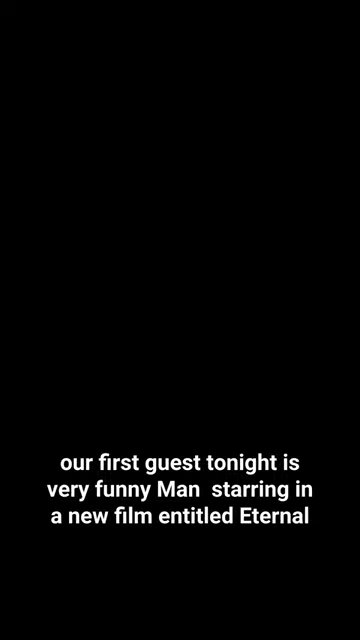 our first guest tonight is
very funny Man  starring in
a new film entitled Eternal